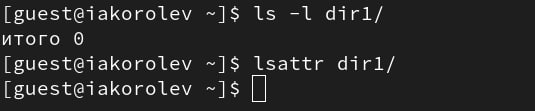 [guest@iakorolev ~]$ ls -l dir1/
итого 0
[guest@iakorolev ~]$ lsattr dir1/
[guest@iakorolev ~]$